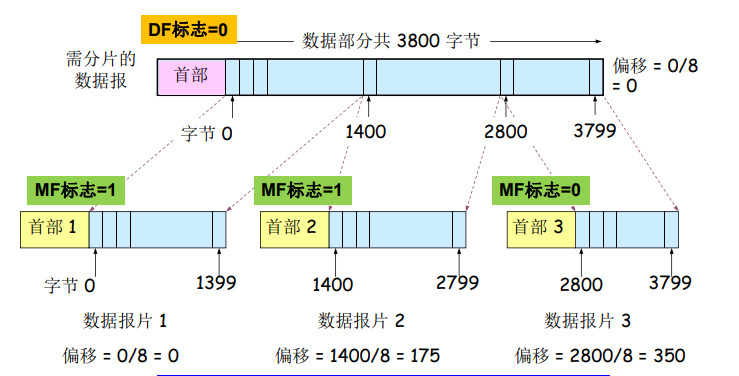 DF标志=0
数据部分共 3800 字节
需分片的
数据报
首部
偏移 = 0/8
= 0
字节 0
1400
2800
3799
MF标志=1
MF标志=1
MF标志=0
首部 1
首部 2
首部 3
字节 0
1399
1400
2799
2800
3799
数据报片 1
数据报片 2
数据报片 3
偏移 = 0/8 = 0
偏移 = 1400/8 = 175
偏移 = 2800/8 = 350